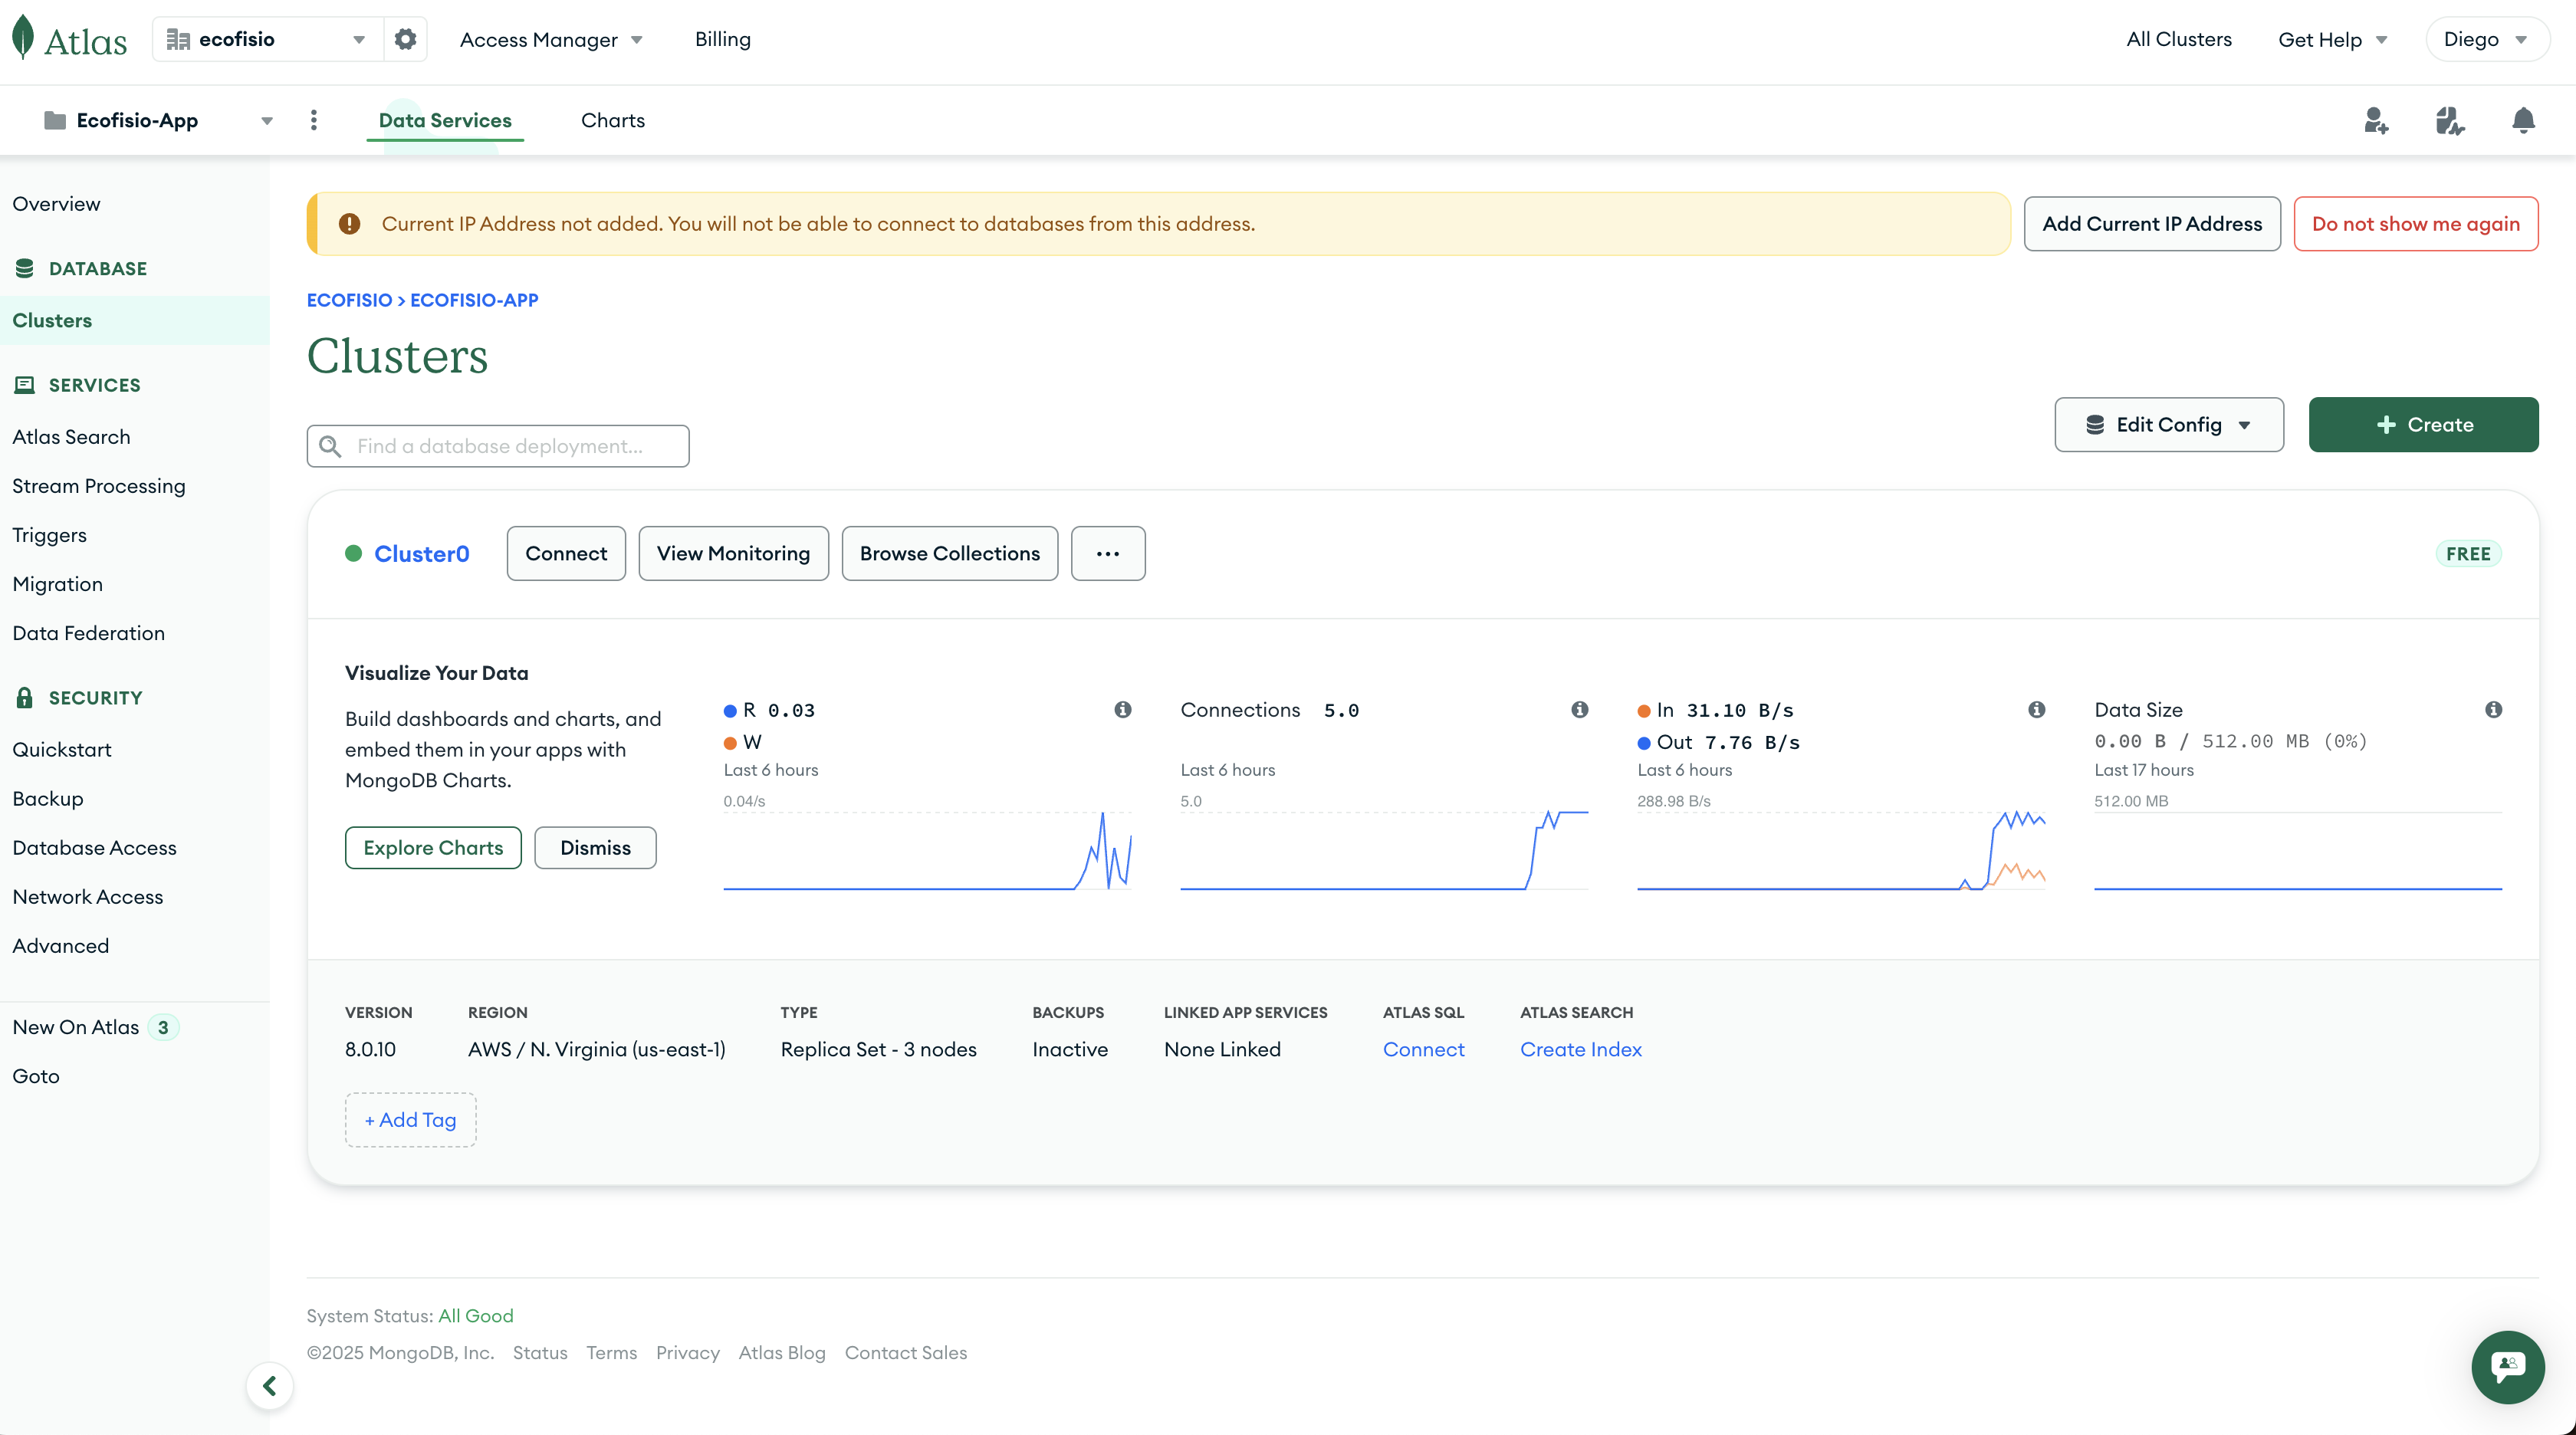 Atlas
ecofisio
Access Manager
Billing
All Clusters
Get Help
Diego
Ecofisio-App
Data Services
Charts
Overview
DATABASE
Clusters
SERVICES
Atlas Search
Stream Processing
Triggers
Migration
Data Federation
SECURITY
Quickstart
Backup
Database Access
Network Access
Advanced
New On Atlas 3
Goto
Current IP Address not added. You will not be able to connect to databases from this address.
Add Current IP Address
Do not show me again
ECOFISIO > ECOFISIO-APP
Clusters
Find a database deployment...
Edit Config
+ Create
Cluster0
Connect
View Monitoring
Browse Collections
...
FREE
Visualize Your Data
Build dashboards and charts, and
embed them in your apps with
MongoDB Charts.
Explore Charts
Dismiss
R 0.03
W
Last 6 hours
0.04/s
Connections 5.0
Last 6 hours
5.0
In 31.10 B/s
Out 7.76 B/s
Last 6 hours
288.98 B/s
Data Size
0.00 B / 512.00 MB (0%)
Last 17 hours
512.00 MB
VERSION
8.0.10
REGION
AWS / N. Virginia (us-east-1)
TYPE
Replica Set - 3 nodes
BACKUPS
Inactive
LINKED APP SERVICES
None Linked
ATLAS SQL
Connect
ATLAS SEARCH
Create Index
+ Add Tag
System Status: All Good
©2025 MongoDB, Inc. Status Terms Privacy Atlas Blog Contact Sales